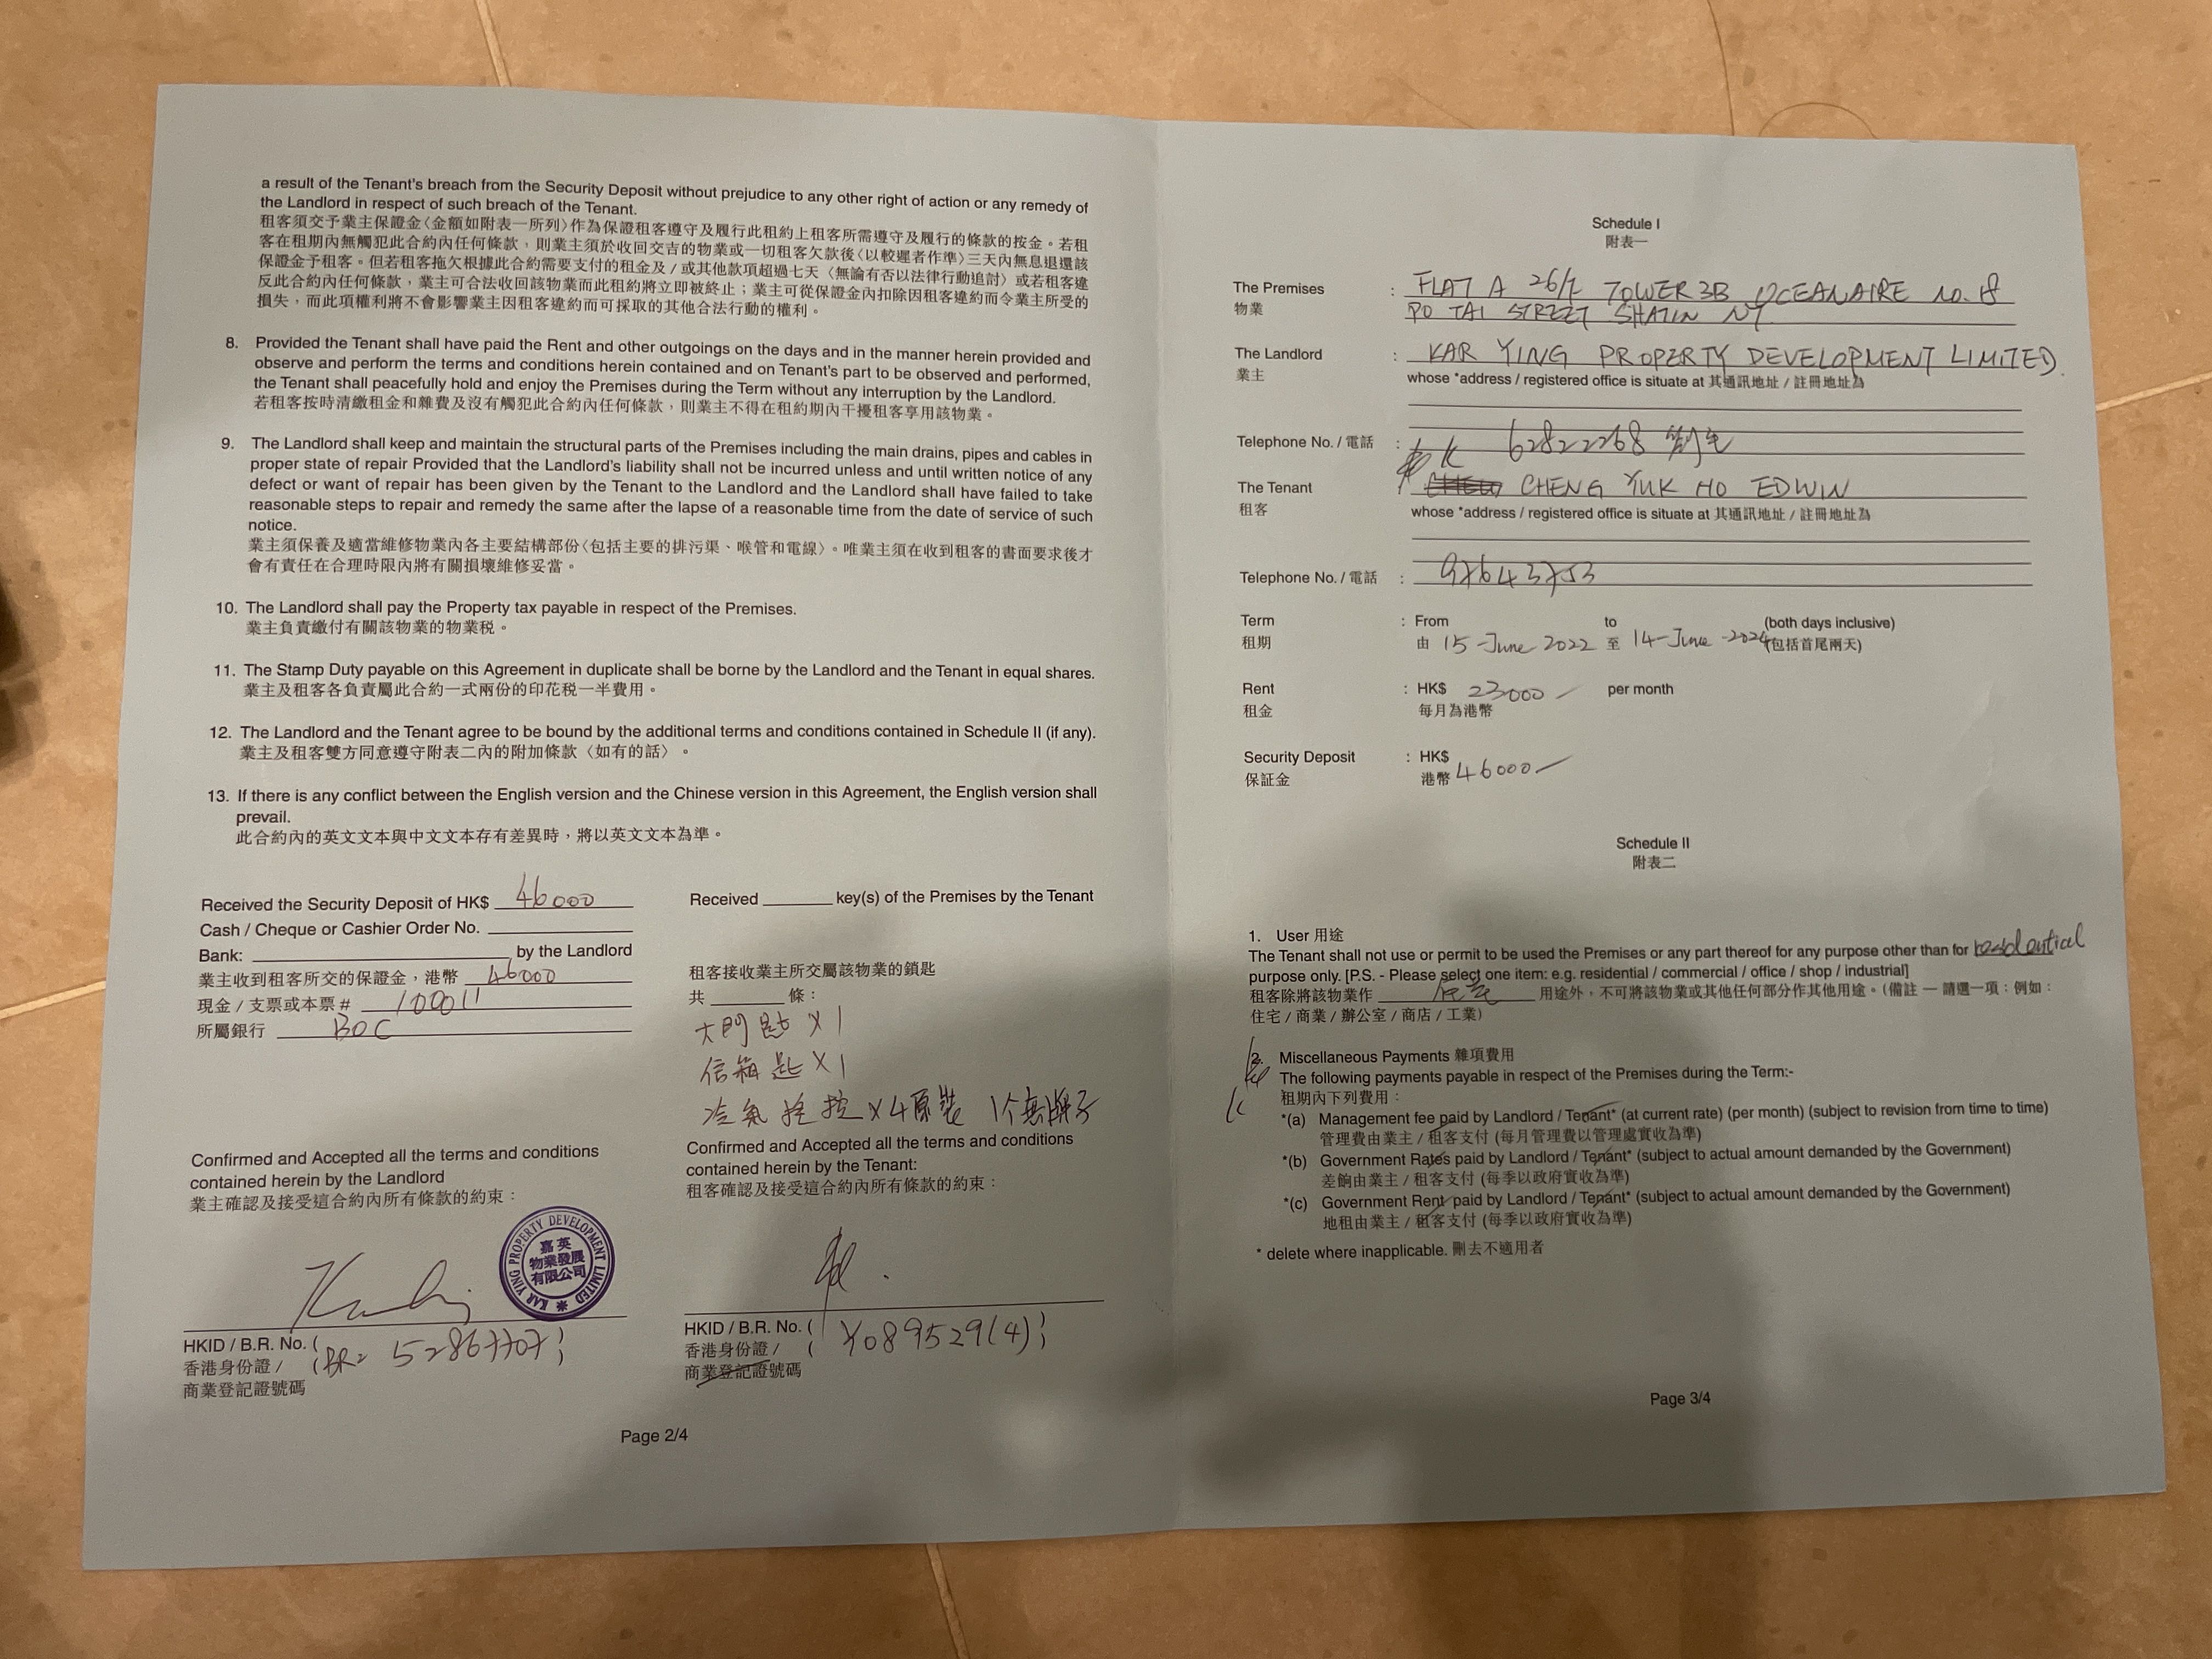 a result of the Tenant's breach from the Security Deposit without prejudice to any other right of action or any remedy of
the Landlord in respect of such breach of the Tenant.
租客須交予業主保證金〈金額如附表一所列〉作為保證租客遵守及履行此租約上租客所需遵守及履行的條款的按金。若租
客在租期內無觸犯此合約內任何條款，則業主須於收回交吉的物業或一切租客欠款後〈以較遲者作準〉三天內無息退還該
保證金予租客。但若租客拖欠根據此合約需要支付的租金及 / 或其他款項超過七天〈無論有否以法律行動追討〉或若租客違
反此合約內任何條款，業主可合法收回該物業而此租約將立即被終止；業主可從保證金內扣除因租客違約而令業主所受的
損失，而此項權利將不會影響業主因租客違約而可採取的其他合法行動的權利。
8. Provided the Tenant shall have paid the Rent and other outgoings on the days and in the manner herein provided and
observe and perform the terms and conditions herein contained and on Tenant's part to be observed and performed,
the Tenant shall peacefully hold and enjoy the Premises during the Term without any interruption by the Landlord.
若租客按時清繳租金和雜費及沒有觸犯此合約內任何條款，則業主不得在租約期內干擾租客享用該物業。
9. The Landlord shall keep and maintain the structural parts of the Premises including the main drains, pipes and cables in
proper state of repair Provided that the Landlord's liability shall not be incurred unless and until written notice of any
defect or want of repair has been given by the Tenant to the Landlord and the Landlord shall have failed to take
reasonable steps to repair and remedy the same after the lapse of a reasonable time from the date of service of such
notice.
業主須保養及適當維修物業內各主要結構部份〈包括主要的排污渠、喉管和電線〉。唯業主須在收到租客的書面要求後才
會有責任在合理時限內將有關損壞維修妥當。
10. The Landlord shall pay the Property tax payable in respect of the Premises.
業主負責繳付有關該物業的物業稅。
11. The Stamp Duty payable on this Agreement in duplicate shall be borne by the Landlord and the Tenant in equal shares.
業主及租客各負責屬此合約一式兩份的印花稅一半費用。
12. The Landlord and the Tenant agree to be bound by the additional terms and conditions contained in Schedule II (if any).
業主及租客雙方同意遵守附表二內的附加條款〈如有的話〉。
13. If there is any conflict between the English version and the Chinese version in this Agreement, the English version shall
prevail.
此合約內的英文文本與中文文本存有差異時，將以英文文本為準。
Received the Security Deposit of HK$ 46000
Cash / Cheque or Cashier Order No.
Bank: by the Landlord
業主收到租客所交的保證金，港幣 46000
現金 / 支票或本票# 100011
所屬銀行 BOC
Received key(s) of the Premises by the Tenant
租客接收業主所交屬該物業的鎖匙
共 條：
大門匙 X 1
信箱匙 X 1
冷氣 控 X 4 原裝 1个無牌子
Confirmed and Accepted all the terms and conditions
contained herein by the Landlord
業主確認及接受這合約內所有條款的約束：
KAR YING PROPERTY DEVELOPMENT LIMITED
嘉英
物業發展
有限公司
HKID / B.R. No. (
香港身份證 / (BR: 52867707)
商業登記證號碼
Confirmed and Accepted all the terms and conditions
contained herein by the Tenant:
租客確認及接受這合約內所有條款的約束：
HKID / B.R. No. (
香港身份證 / ( Y089529(4))
商業登記證號碼
Page 2/4
Schedule I
附表一
The Premises : FLAT A 26/F TOWER 3B OCEANAIRE NO. 18
物業 PO TAI STREET SHATIN NT
The Landlord : KAR YING PROPERTY DEVELOPMENT LIMITED.
業主 whose *address / registered office is situate at 其通訊地址 / 註冊地址為
Telephone No. / 電話 : 62822268 劉生
The Tenant CHENG YUK HO EDWIN
租客 whose *address / registered office is situate at 其通訊地址 / 註冊地址為
Telephone No. / 電話 : 97643753
Term : From to (both days inclusive)
租期 由 15-June 2022 至 14-June-2024 (包括首尾兩天)
Rent : HK$ 23000 per month
租金 每月為港幣
Security Deposit : HK$
保証金 港幣 46000
Schedule II
附表二
1. User 用途
The Tenant shall not use or permit to be used the Premises or any part thereof for any purpose other than for residential
purpose only. [P.S. - Please select one item: e.g. residential / commercial / office / shop / industrial]
租客除將該物業作 住宅 用途外，不可將該物業或其他任何部分作其他用途。(備註 — 請選一項：例如：
住宅 / 商業 / 辦公室 / 商店 / 工業)
2. Miscellaneous Payments 雜項費用
The following payments payable in respect of the Premises during the Term:-
租期內下列費用：
*(a) Management fee paid by Landlord / Tenant* (at current rate) (per month) (subject to revision from time to time)
管理費由業主 / 租客支付 (每月管理費以管理處實收為準)
*(b) Government Rates paid by Landlord / Tenant* (subject to actual amount demanded by the Government)
差餉由業主 / 租客支付 (每季以政府實收為準)
*(c) Government Rent paid by Landlord / Tenant* (subject to actual amount demanded by the Government)
地租由業主 / 租客支付 (每季以政府實收為準)
* delete where inapplicable. 刪去不適用者
Page 3/4